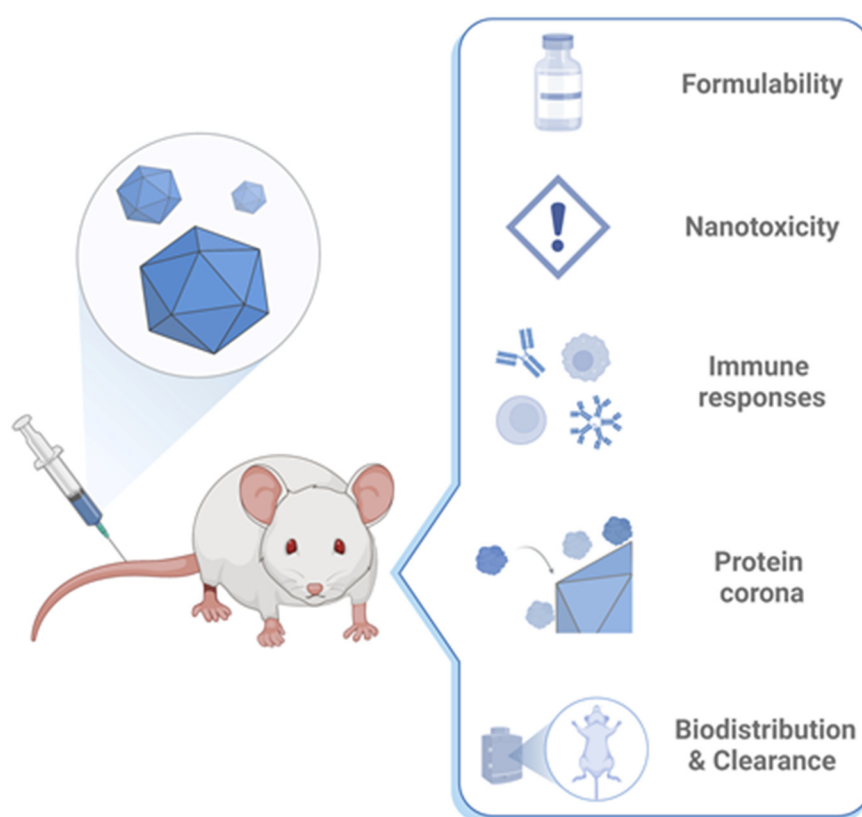 Formulability
Nanotoxicity
Immune
responses
Protein
corona
Biodistribution
& Clearance